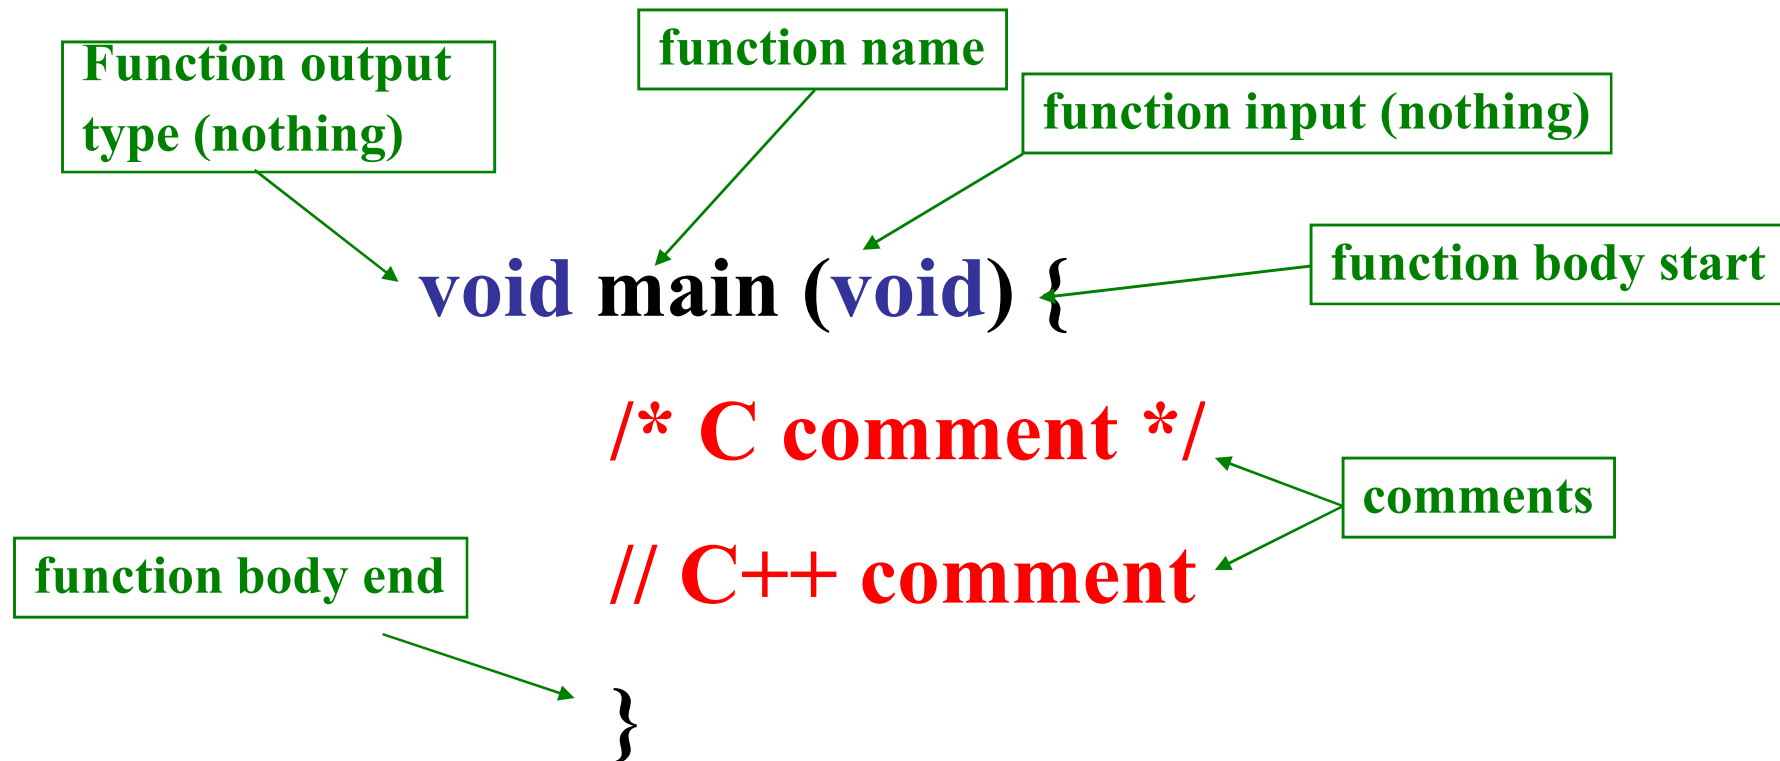 Function output
type (nothing)
function name
function input (nothing)
function body start
void main (void) {
/* C comment */
comments
// C++ comment
function body end
}